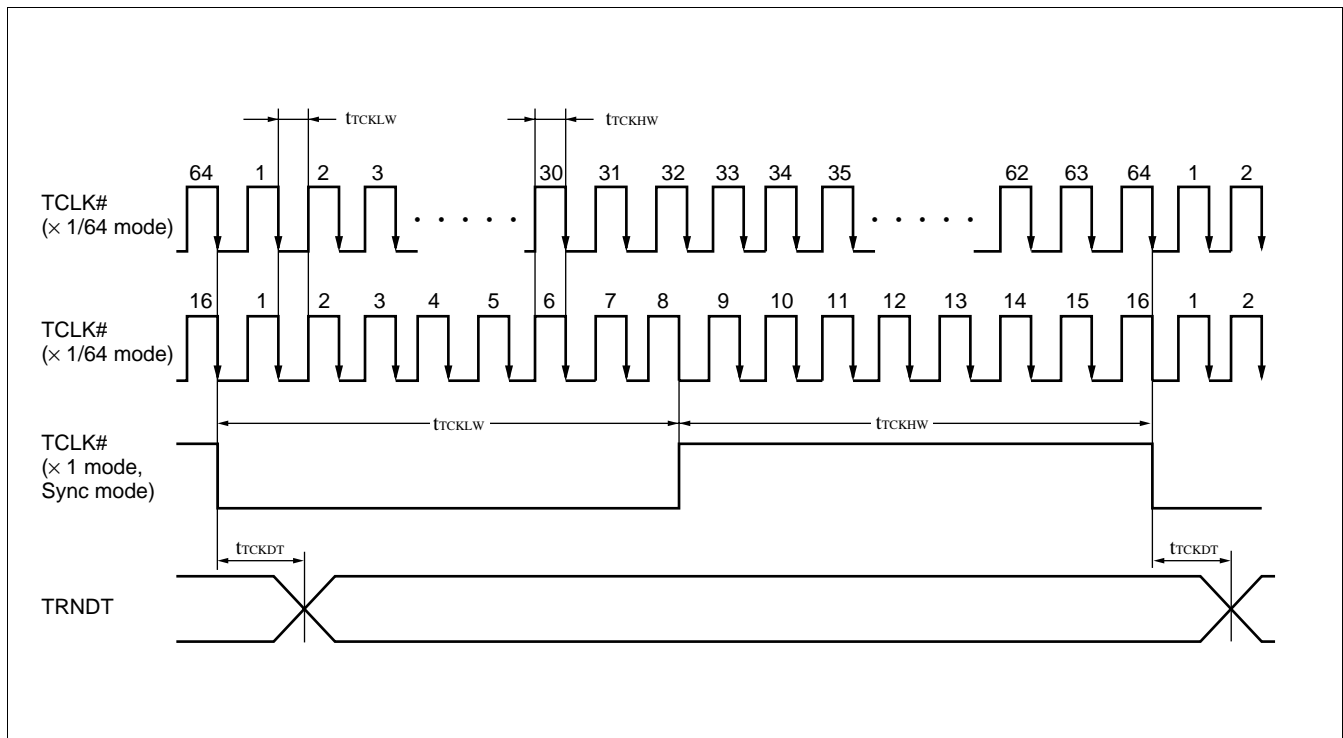 tTCKLW tTCKHW
64 1 2 3 30 31 32 33 34 35 62 63 64 1 2
TCLK#
(× 1/64 mode)
16 1 2 3 4 5 6 7 8 9 10 11 12 13 14 15 16 1 2
TCLK#
(× 1/64 mode)
tTCKLW tTCKHW
TCLK#
(× 1 mode,
Sync mode)
tTCKDT tTCKDT
TRNDT